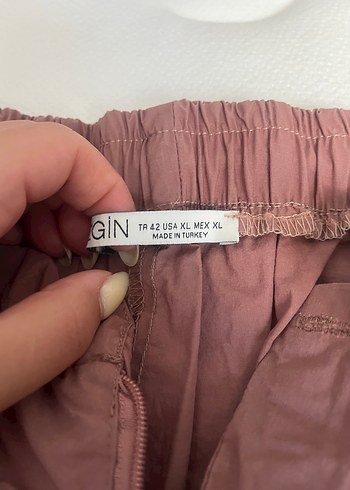 GİN
TR 42 USA XL MEX XL
MADE IN TURKEY